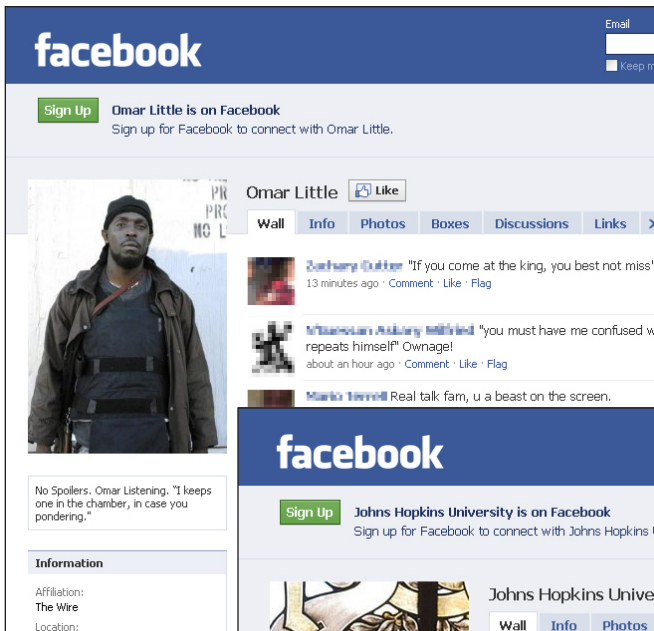 facebook
Email
Keep m
Sign Up
Omar Little is on Facebook
Sign up for Facebook to connect with Omar Little.
Omar Little
Like
Wall Info Photos Boxes Discussions Links
"If you come at the king, you best not miss"
13 minutes ago · Comment · Like · Flag
"you must have me confused w
repeats himself" Ownage!
about an hour ago · Comment · Like · Flag
Real talk fam, u a beast on the screen.
No Spoilers. Omar Listening. "I keeps
one in the chamber, in case you
pondering."
Information
Affiliation:
The Wire
Location:
facebook
Sign Up
Johns Hopkins University is on Facebook
Sign up for Facebook to connect with Johns Hopkins
Johns Hopkins Unive
Wall Info Photos